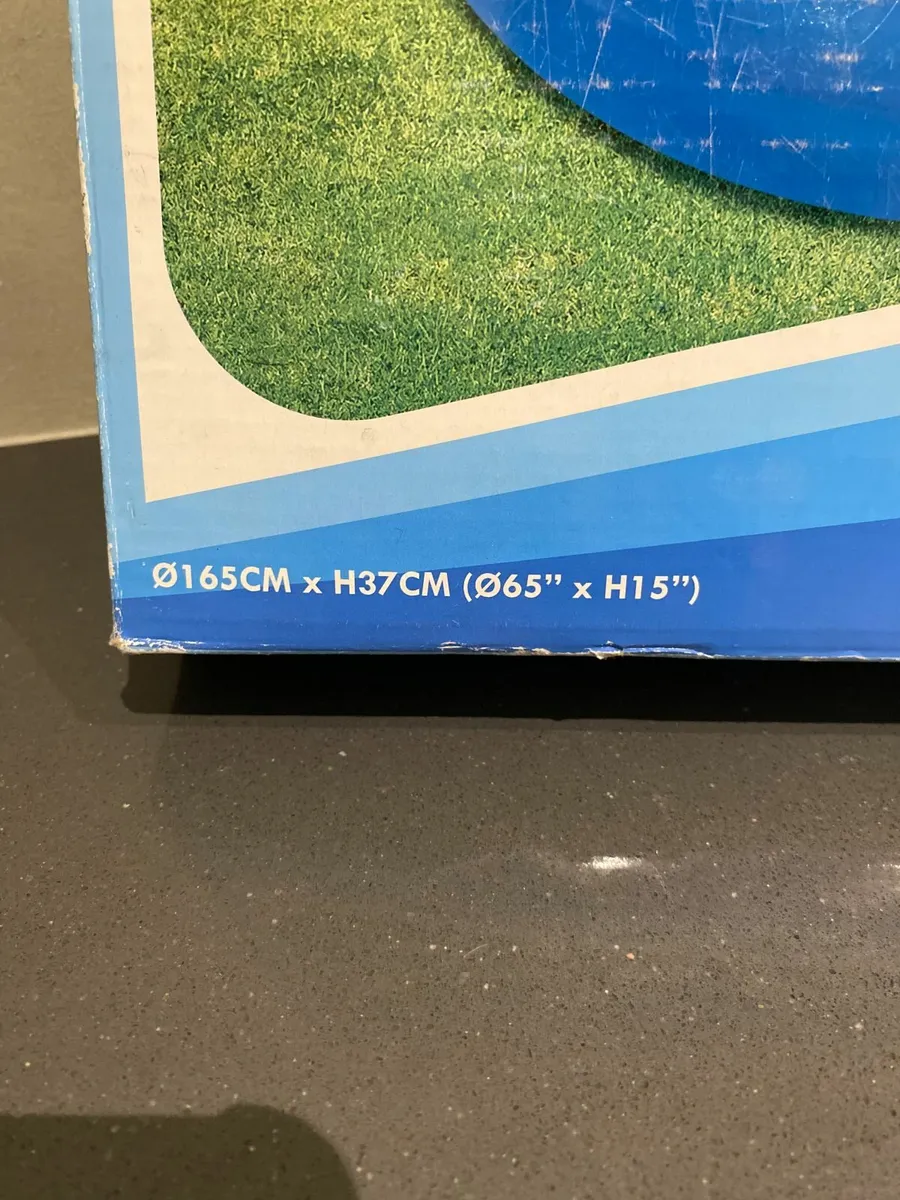 Ø165CM x H37CM (Ø65” x H15”)